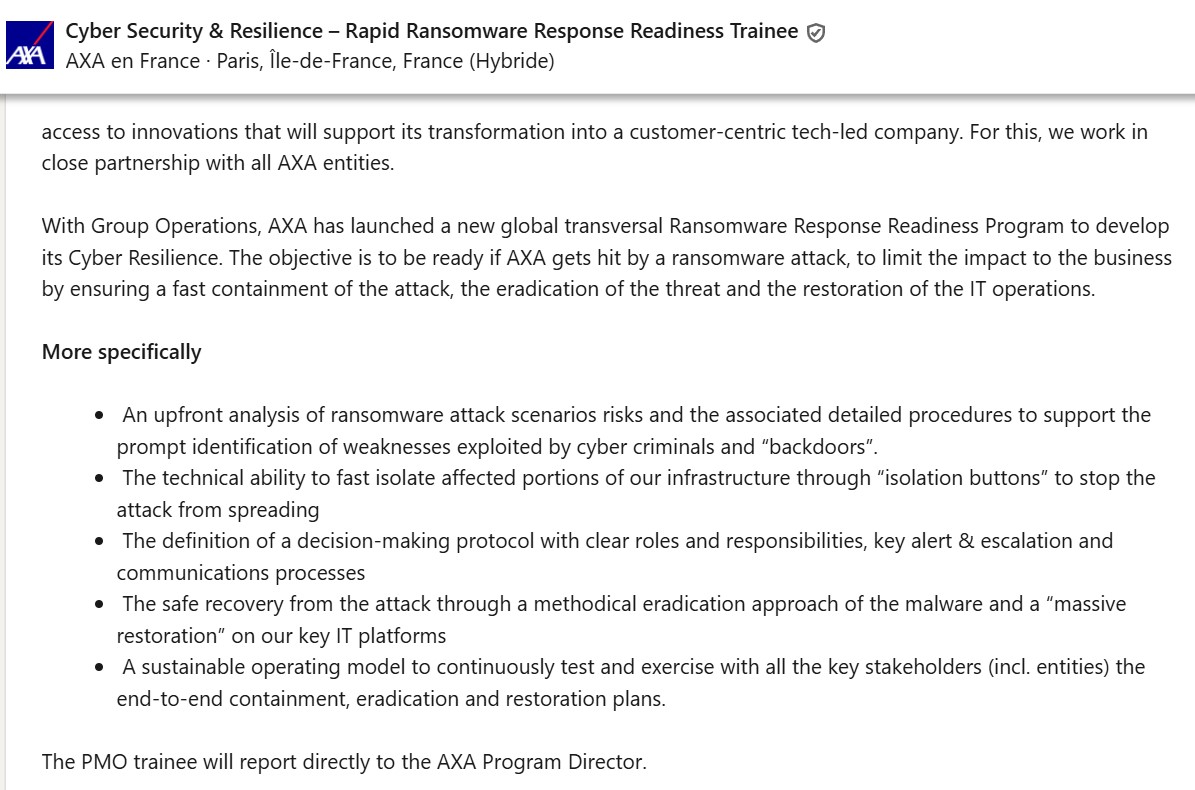 AXA
Cyber Security & Resilience – Rapid Ransomware Response Readiness Trainee
AXA en France · Paris, Île-de-France, France (Hybride)
access to innovations that will support its transformation into a customer-centric tech-led company. For this, we work in
close partnership with all AXA entities.
With Group Operations, AXA has launched a new global transversal Ransomware Response Readiness Program to develop
its Cyber Resilience. The objective is to be ready if AXA gets hit by a ransomware attack, to limit the impact to the business
by ensuring a fast containment of the attack, the eradication of the threat and the restoration of the IT operations.
More specifically
• An upfront analysis of ransomware attack scenarios risks and the associated detailed procedures to support the
prompt identification of weaknesses exploited by cyber criminals and “backdoors”.
• The technical ability to fast isolate affected portions of our infrastructure through “isolation buttons” to stop the
attack from spreading
• The definition of a decision-making protocol with clear roles and responsibilities, key alert & escalation and
communications processes
• The safe recovery from the attack through a methodical eradication approach of the malware and a “massive
restoration” on our key IT platforms
• A sustainable operating model to continuously test and exercise with all the key stakeholders (incl. entities) the
end-to-end containment, eradication and restoration plans.
The PMO trainee will report directly to the AXA Program Director.